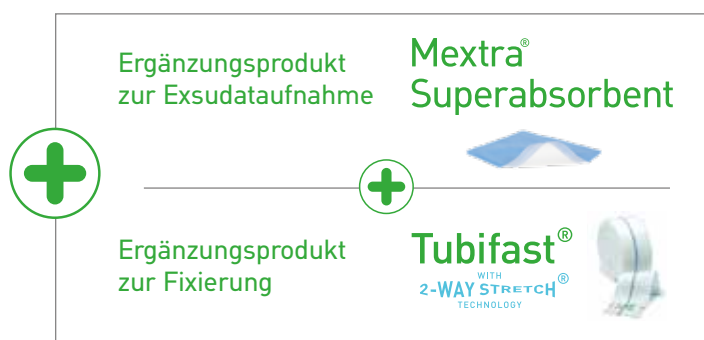 Ergänzungsprodukt
zur Exsudataufnahme
Mextra®
Superabsorbent
Ergänzungsprodukt
zur Fixierung
Tubifast®
WITH
2-WAY STRETCH®
TECHNOLOGY